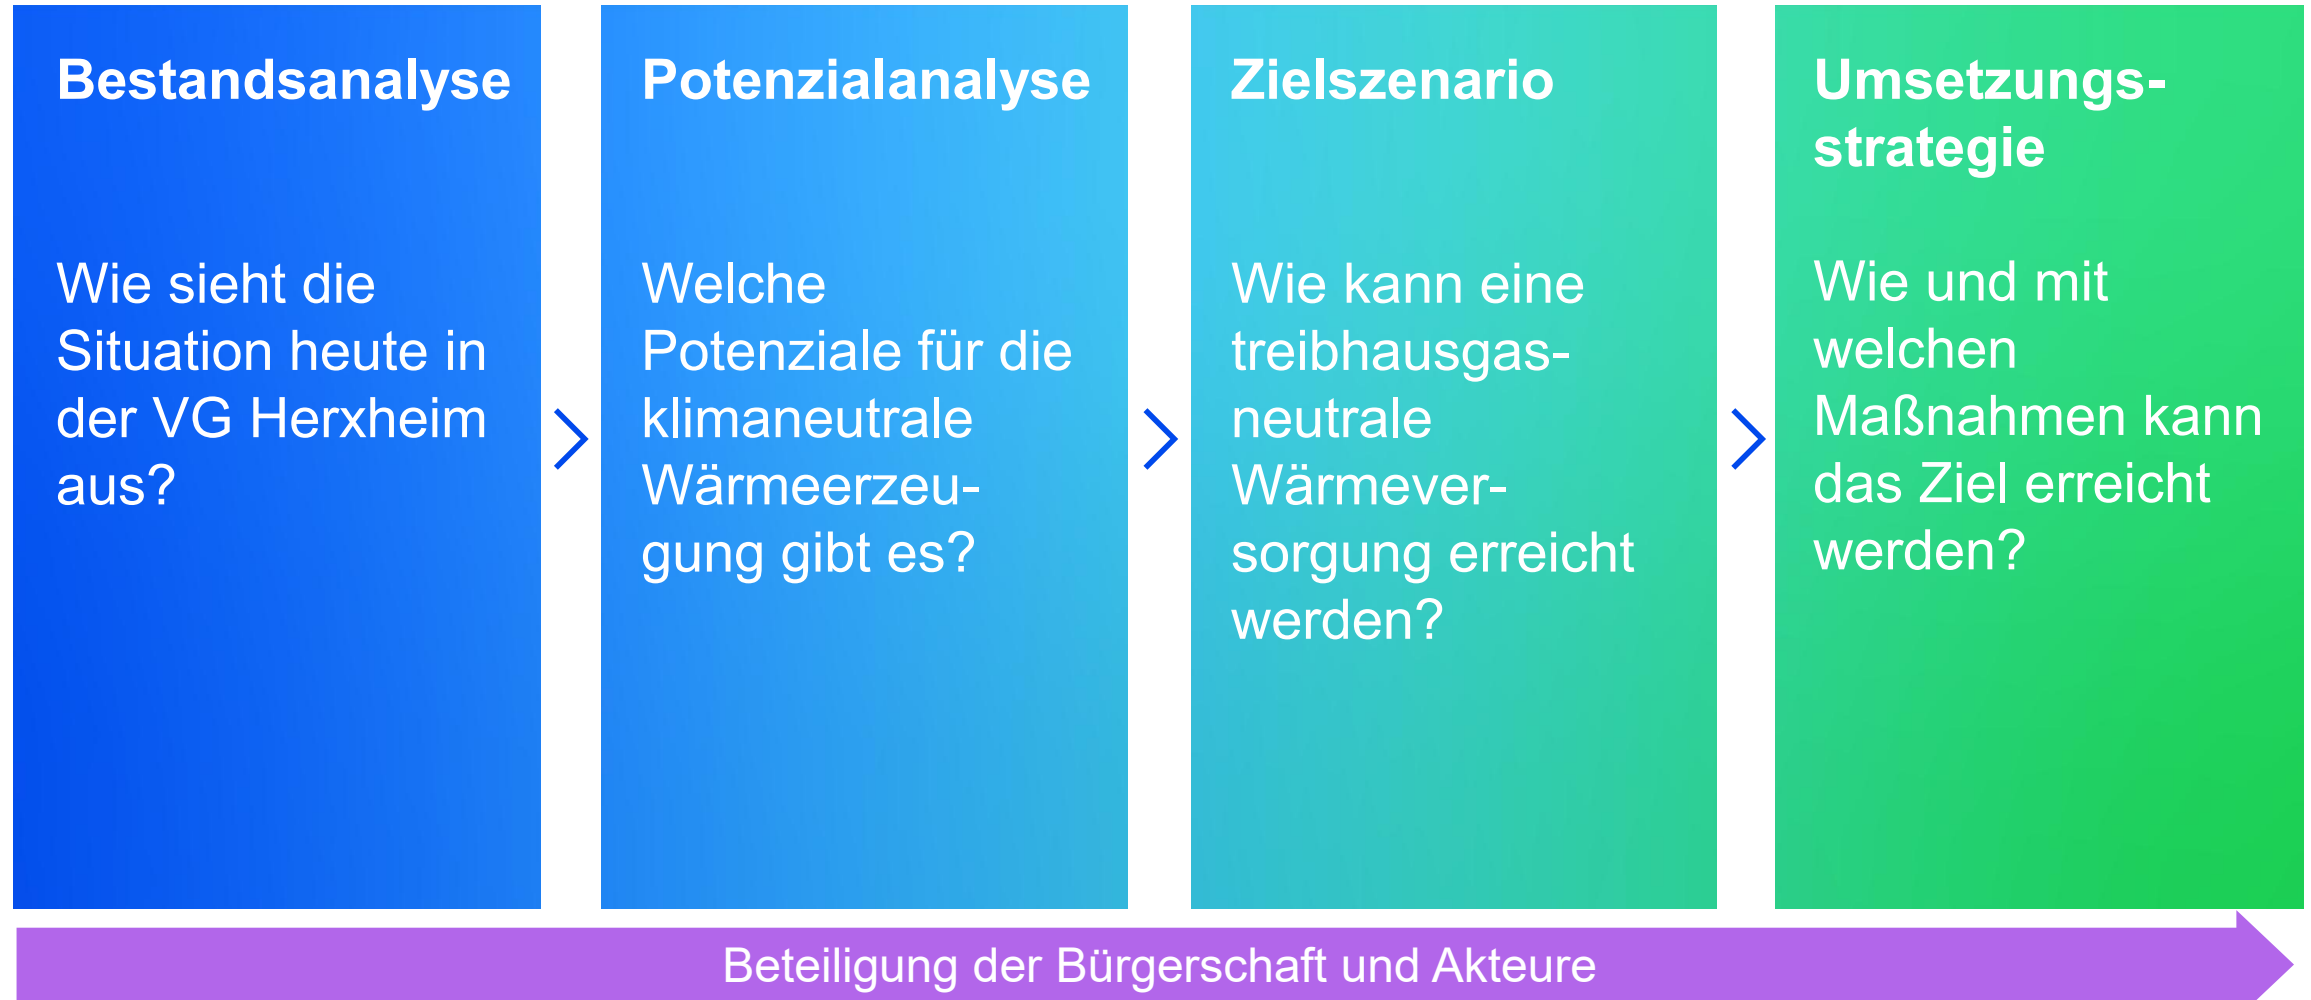 Bestandsanalyse
Wie sieht die
Situation heute in
der VG Herxheim
aus?
Potenzialanalyse
Welche
Potenziale für die
klimaneutrale
Wärmeerzeu-
gung gibt es?
Zielszenario
Wie kann eine
treibhausgas-
neutrale
Wärmever-
sorgung erreicht
werden?
Umsetzungs-
strategie
Wie und mit
welchen
Maßnahmen kann
das Ziel erreicht
werden?
Beteiligung der Bürgerschaft und Akteure